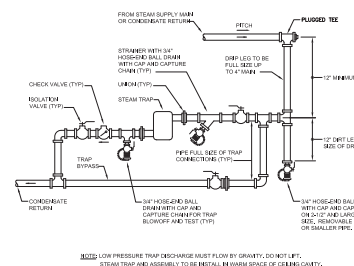 FROM STEAM SUPPLY MAIN
OR CONDENSATE RETURN
PITCH
PLUGGED TEE
STRAINER WITH 3/4"
HOSE-END BALL DRAIN
WITH CAP AND CAPTURE
CHAIN (TYP)
DRIP LEG TO BE
FULL SIZE UP
TO 4" MAIN
CHECK VALVE (TYP)
UNION (TYP)
12" MINIMU
ISOLATION
VALVE (TYP)
STEAM TRAP
12" DIRT LE
SIZE OF DR
TRAP
BYPASS
PIPE FULL SIZE OF TRAP
CONNECTIONS (TYP)
CONDENSATE
RETURN
3/4" HOSE-END BALL
DRAIN WITH CAP AND
CAPTURE CHAIN FOR TRAP
BLOWOFF AND TEST (TYP)
3/4" HOSE-END BALL
WITH CAP AND CAP
ON 2-1/2" AND LARG
SIZE, REMOVABLE
OR SMALLER PIPE.
NOTE: LOW PRESSURE TRAP DISCHARGE MUST FLOW BY GRAVITY. DO NOT LIFT.
STEAM TRAP AND ASSEMBLY TO BE INSTALL IN WARM SPACE OF CEILING CAVITY.